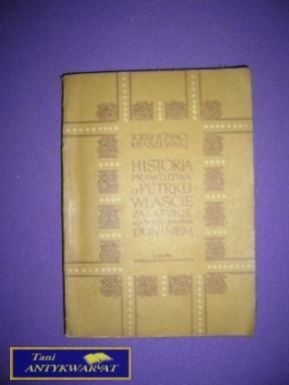 JÓZEF IGNACY
KRASZEWSKI
HISTORIA
PRAWDZIWA
O PETRKU
WŁAŚCIE
PALATYNIE
DUNINEM
Tani
ANTYKWARIAT